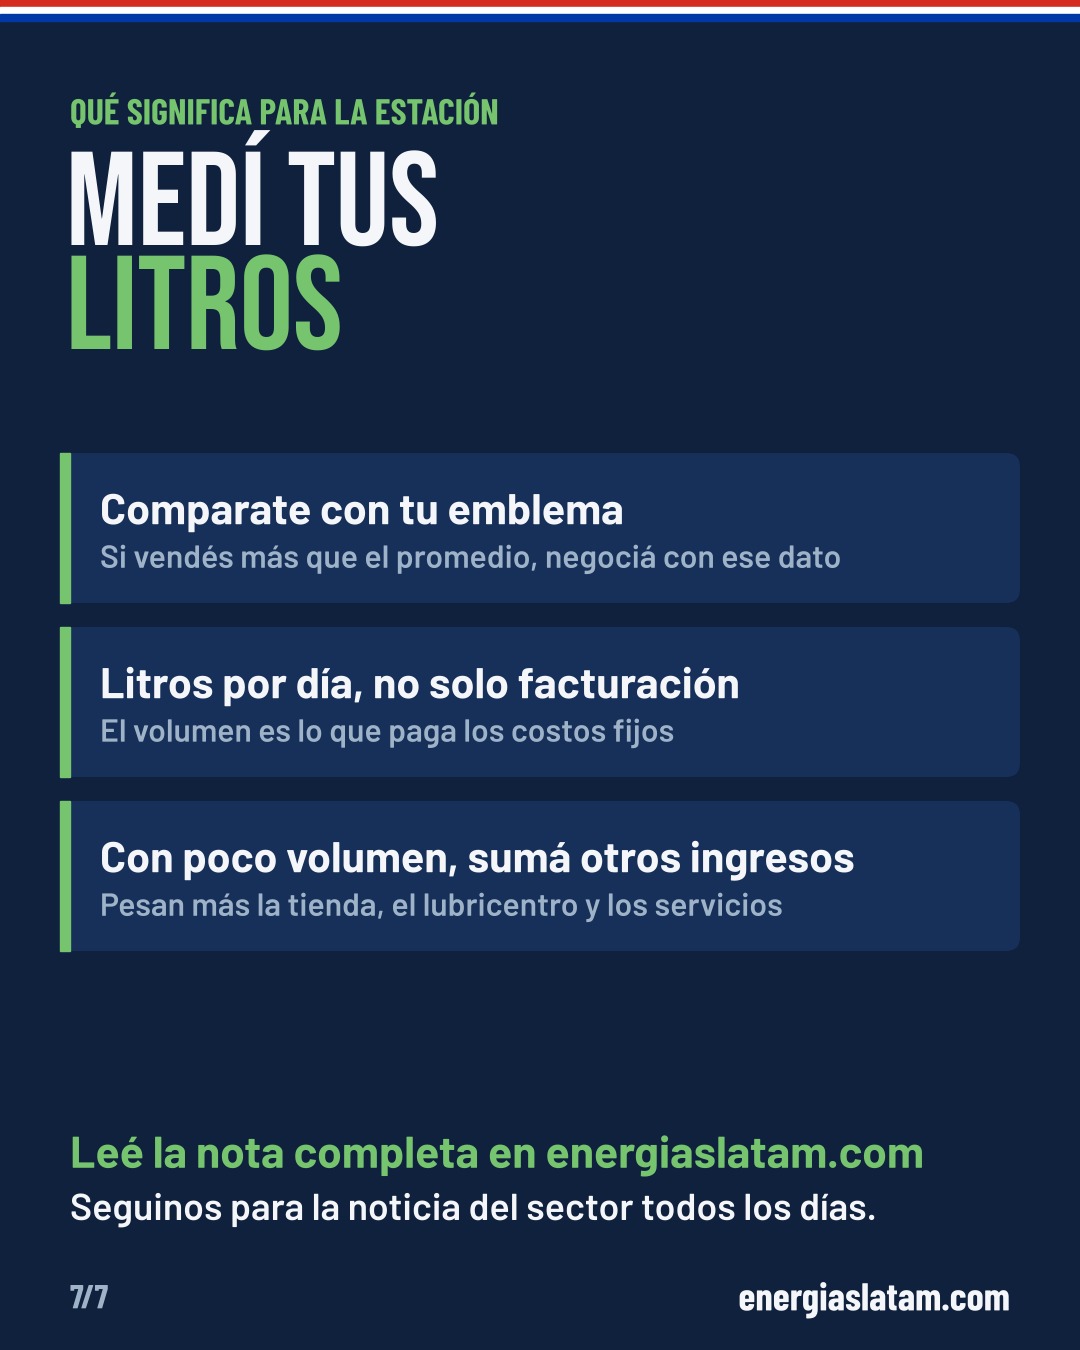 QUÉ SIGNIFICA PARA LA ESTACIÓN
MEDÍ TUS
LITROS
Comparate con tu emblema
Si vendés más que el promedio, negociá con ese dato
Litros por día, no solo facturación
El volumen es lo que paga los costos fijos
Con poco volumen, sumá otros ingresos
Pesan más la tienda, el lubricentro y los servicios
Leé la nota completa en energiaslatam.com
Seguinos para la noticia del sector todos los días.
7/7
energiaslatam.com